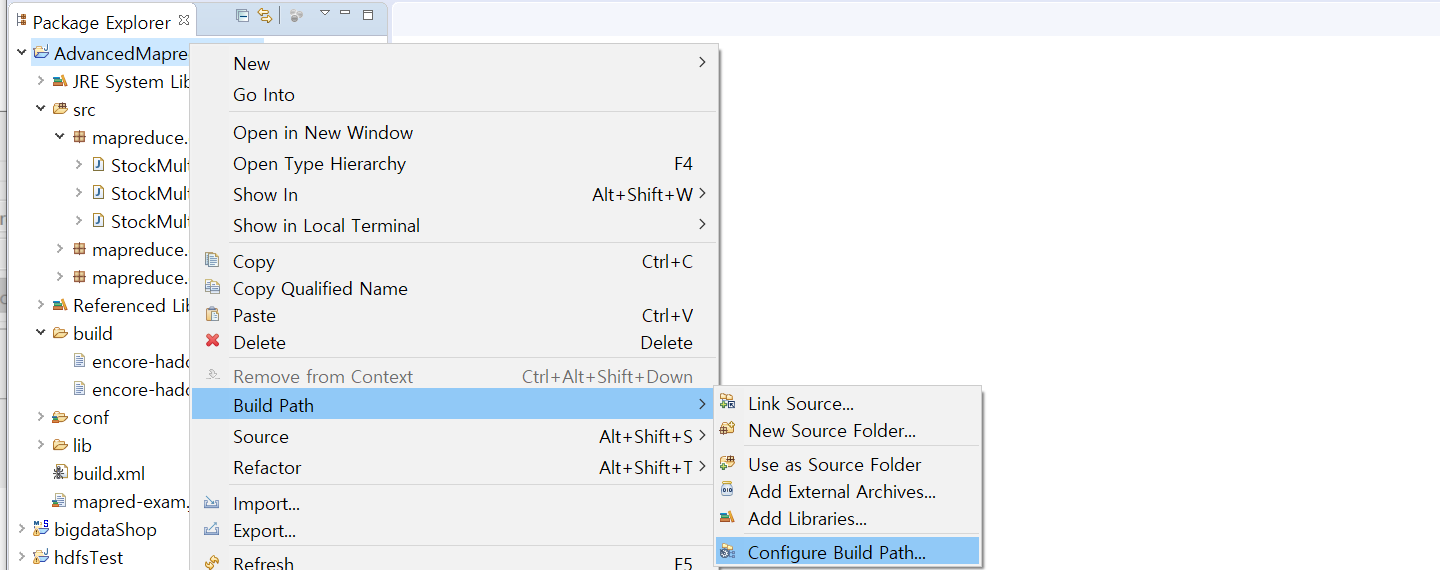 Package Explorer
AdvancedMapre
JRE System Lib
src
mapreduce.
StockMult
StockMult
StockMult
mapreduce.
mapreduce.
Referenced Lib
build
encore-hado
encore-hado
conf
lib
build.xml
mapred-exam.
bigdataShop
hdfsTest
New
Go Into
Open in New Window
Open Type Hierarchy F4
Show In Alt+Shift+W
Show in Local Terminal
Copy Ctrl+C
Copy Qualified Name
Paste Ctrl+V
Delete Delete
Remove from Context Ctrl+Alt+Shift+Down
Build Path
Source Alt+Shift+S
Refactor Alt+Shift+T
Import...
Export...
Refresh F5
Link Source...
New Source Folder...
Use as Source Folder
Add External Archives...
Add Libraries...
Configure Build Path...